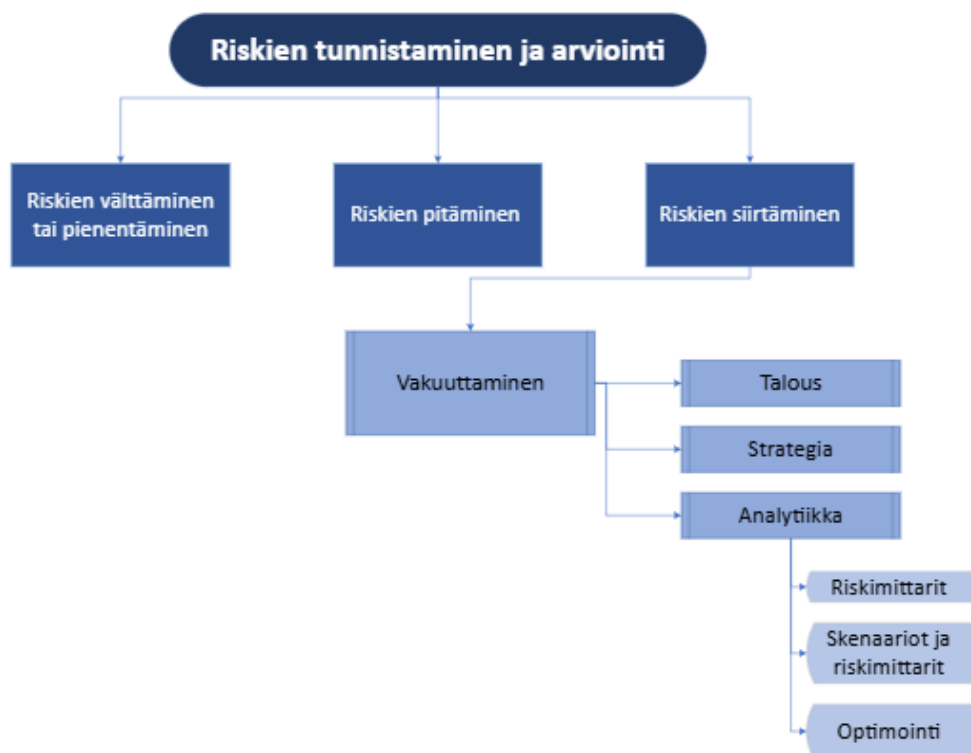 Riskien tunnistaminen ja arviointi
Riskien välttäminen
tai pienentäminen
Riskien pitäminen
Riskien siirtäminen
Vakuuttaminen
Talous
Strategia
Analytiikka
Riskimittarit
Skenaariot ja
riskimittarit
Optimointi